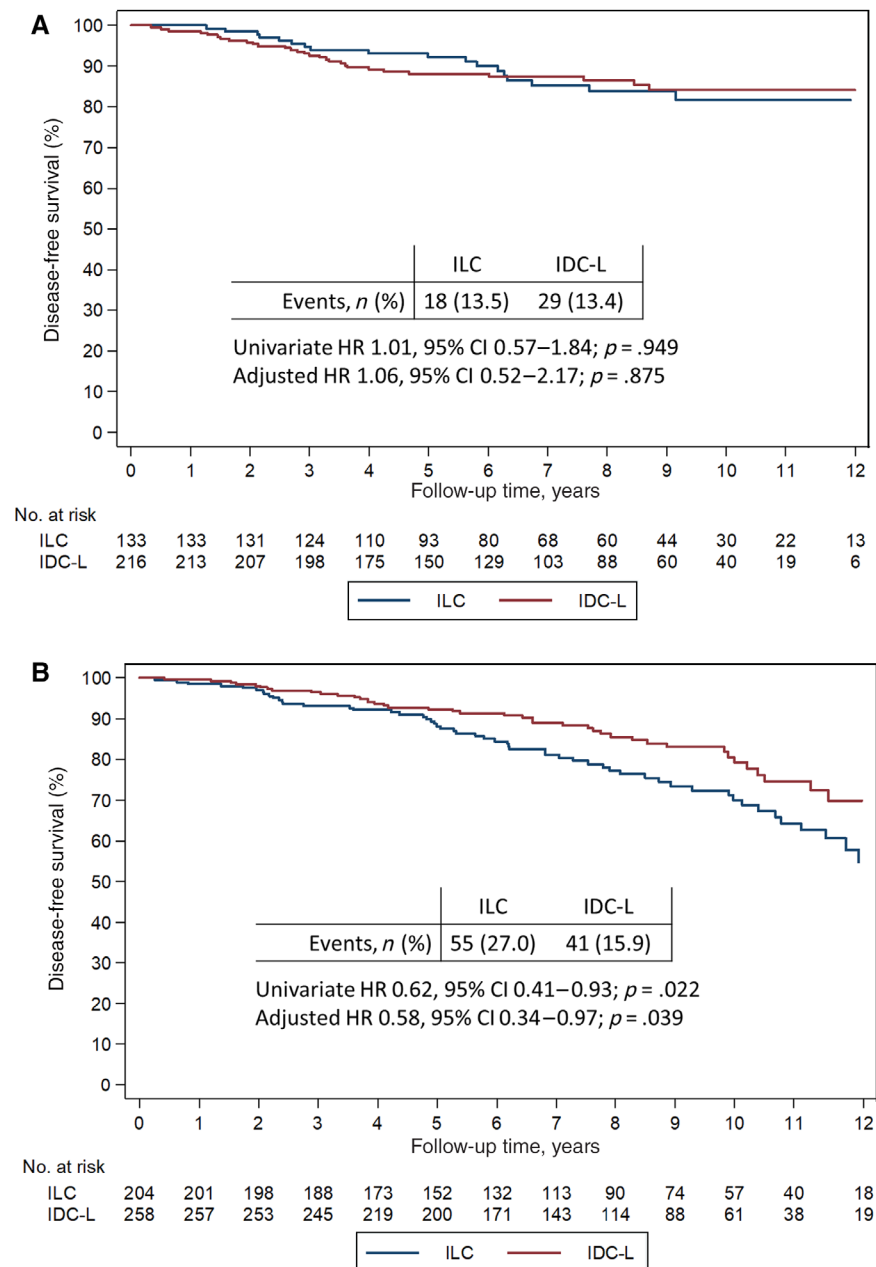 A
Disease-free survival (%)
100
90
80
70
60
50
40
30
20
10
0
ILC IDC-L
Events, n (%) 18 (13.5) 29 (13.4)
Univariate HR 1.01, 95% CI 0.57–1.84; p = .949
Adjusted HR 1.06, 95% CI 0.52–2.17; p = .875
0 1 2 3 4 5 6 7 8 9 10 11 12
Follow-up time, years
No. at risk
ILC 133 133 131 124 110 93 80 68 60 44 30 22 13
IDC-L 216 213 207 198 175 150 129 103 88 60 40 19 6
ILC IDC-L
B
Disease-free survival (%)
100
90
80
70
60
50
40
30
20
10
0
ILC IDC-L
Events, n (%) 55 (27.0) 41 (15.9)
Univariate HR 0.62, 95% CI 0.41–0.93; p = .022
Adjusted HR 0.58, 95% CI 0.34–0.97; p = .039
0 1 2 3 4 5 6 7 8 9 10 11 12
Follow-up time, years
No. at risk
ILC 204 201 198 188 173 152 132 113 90 74 57 40 18
IDC-L 258 257 253 245 219 200 171 143 114 88 61 38 19
ILC IDC-L